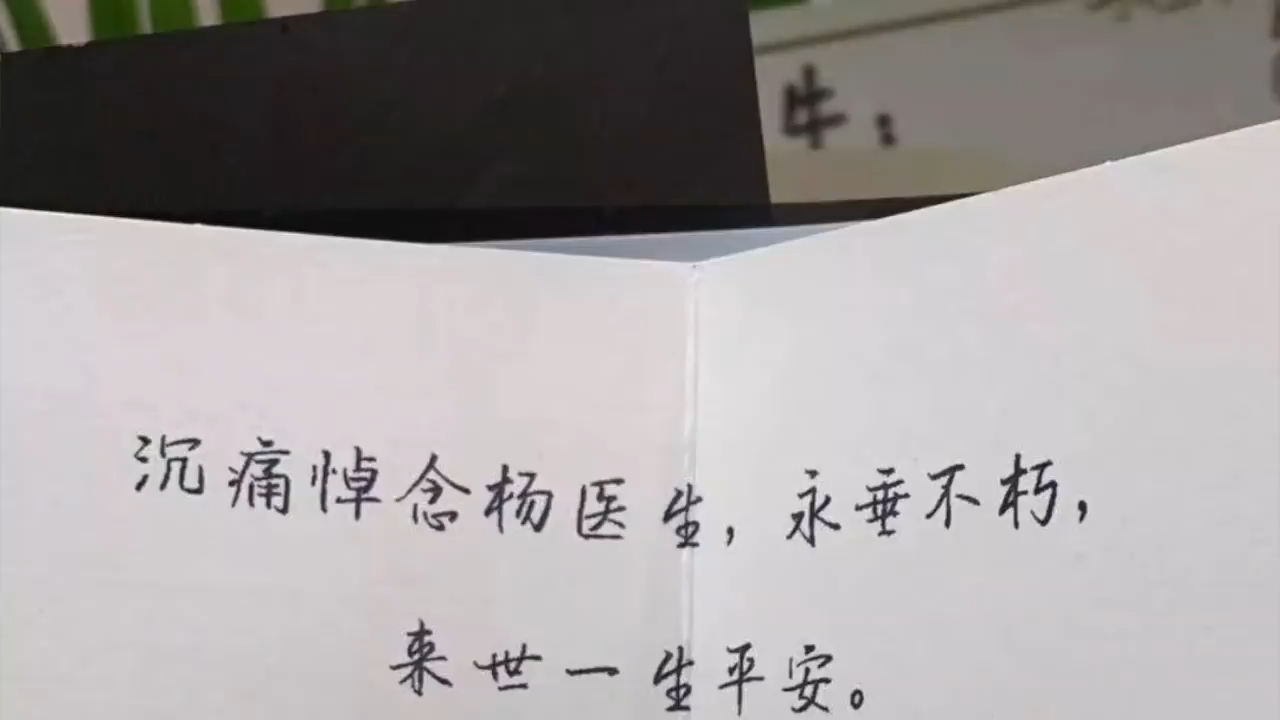 生：
沉痛悼念杨医生，永垂不朽，
来世一生平安。